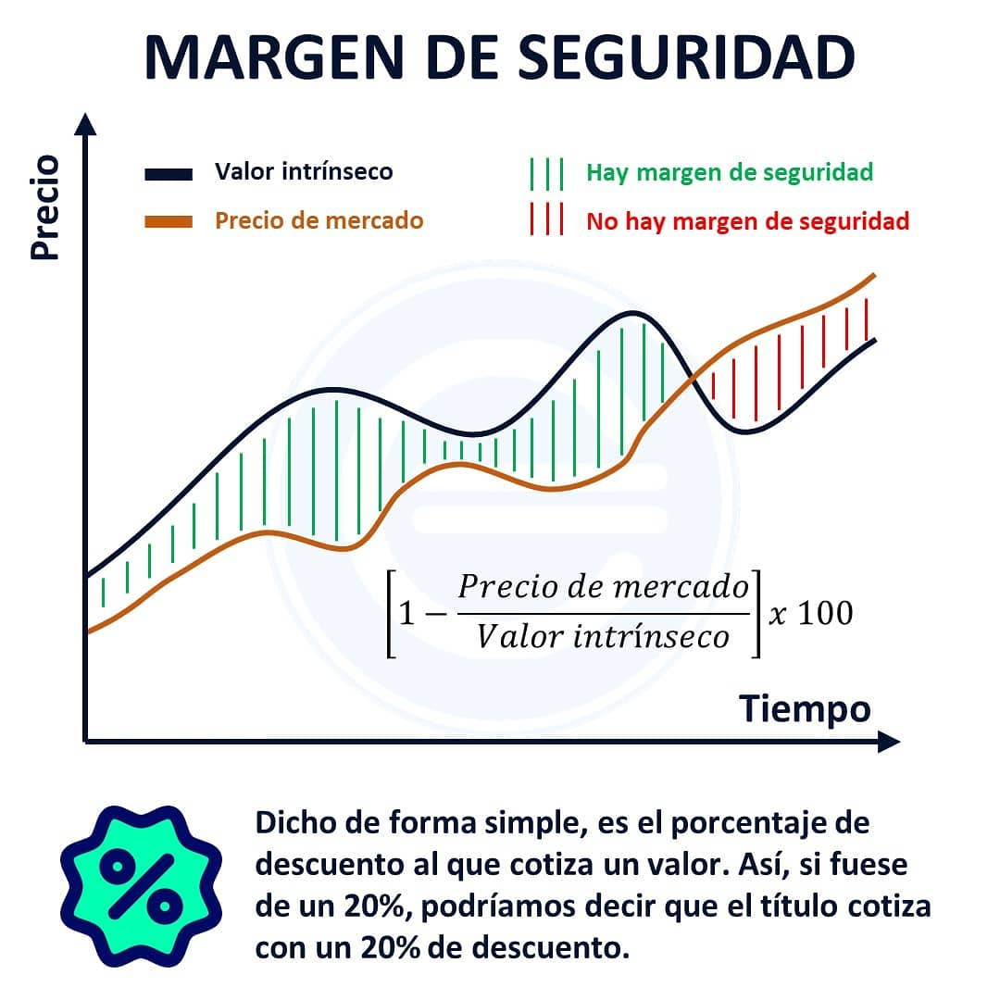 MARGEN DE SEGURIDAD
Precio
Valor intrínseco
Precio de mercado
Hay margen de seguridad
No hay margen de seguridad
[1 − Precio de mercado / Valor intrínseco] x 100
Tiempo
%
Dicho de forma simple, es el porcentaje de
descuento al que cotiza un valor. Así, si fuese
de un 20%, podríamos decir que el título cotiza
con un 20% de descuento.